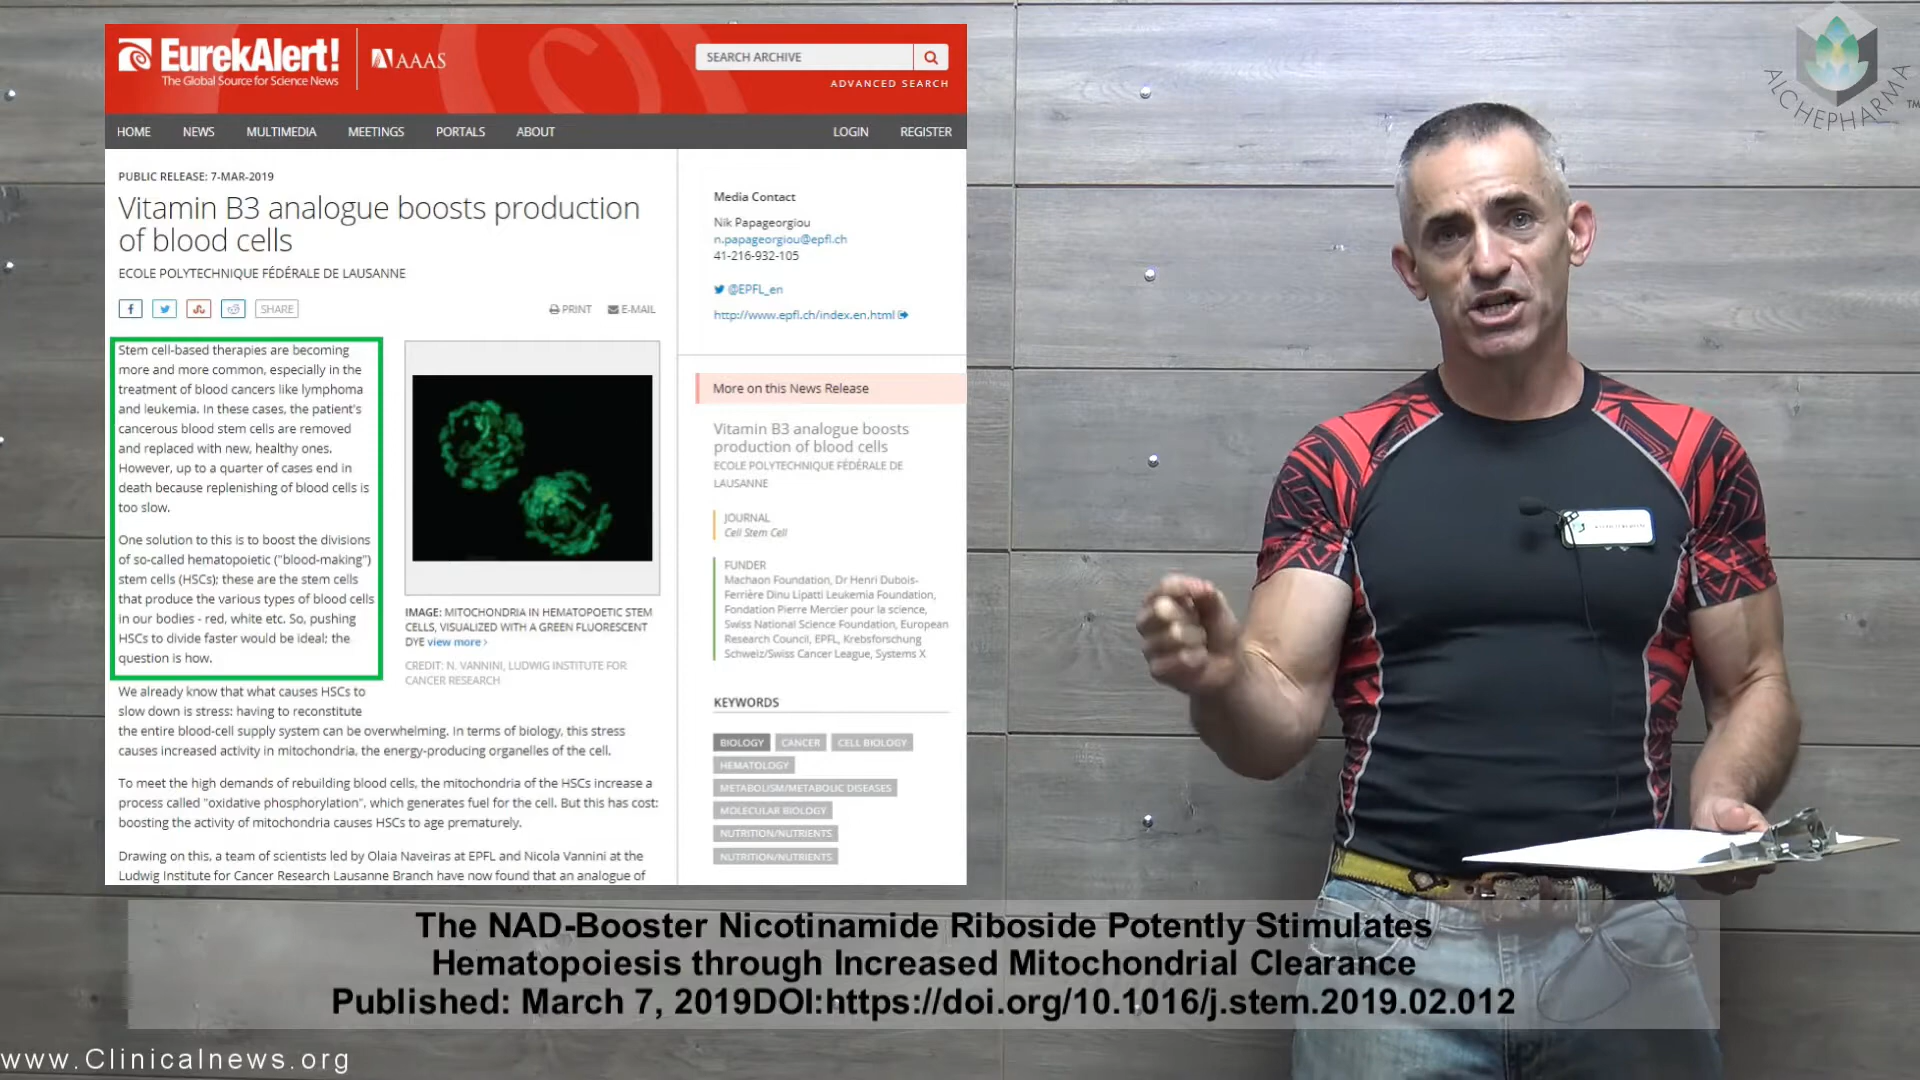 EurekAlert!
The Global Source for Science News
AAAS
SEARCH ARCHIVE
ADVANCED SEARCH
HOME NEWS MULTIMEDIA MEETINGS PORTALS ABOUT LOGIN REGISTER
PUBLIC RELEASE: 7-MAR-2019
Vitamin B3 analogue boosts production
of blood cells
ECOLE POLYTECHNIQUE FÉDÉRALE DE LAUSANNE
SHARE
PRINT E-MAIL
Stem cell-based therapies are becoming
more and more common, especially in the
treatment of blood cancers like lymphoma
and leukemia. In these cases, the patient's
cancerous blood stem cells are removed
and replaced with new, healthy ones.
However, up to a quarter of cases end in
death because replenishing of blood cells is
too slow.
One solution to this is to boost the divisions
of so-called hematopoietic ("blood-making")
stem cells (HSCs); these are the stem cells
that produce the various types of blood cells
in our bodies - red, white etc. So, pushing
HSCs to divide faster would be ideal; the
question is how.
IMAGE: MITOCHONDRIA IN HEMATOPOETIC STEM
CELLS, VISUALIZED WITH A GREEN FLUORESCENT
DYE view more >
CREDIT: N. VANNINI, LUDWIG INSTITUTE FOR
CANCER RESEARCH
We already know that what causes HSCs to
slow down is stress: having to reconstitute
the entire blood-cell supply system can be overwhelming. In terms of biology, this stress
causes increased activity in mitochondria, the energy-producing organelles of the cell.
To meet the high demands of rebuilding blood cells, the mitochondria of the HSCs increase a
process called "oxidative phosphorylation", which generates fuel for the cell. But this has cost:
boosting the activity of mitochondria causes HSCs to age prematurely.
Drawing on this, a team of scientists led by Olaia Naveiras at EPFL and Nicola Vannini at the
Ludwig Institute for Cancer Research Lausanne Branch have now found that an analogue of
Media Contact
Nik Papageorgiou
n.papageorgiou@epfl.ch
41-216-932-105
@EPFL_en
http://www.epfl.ch/index.en.html
More on this News Release
Vitamin B3 analogue boosts
production of blood cells
ECOLE POLYTECHNIQUE FÉDÉRALE DE
LAUSANNE
JOURNAL
Cell Stem Cell
FUNDER
Machaon Foundation, Dr Henri Dubois-
Ferrière Dinu Lipatti Leukemia Foundation,
Fondation Pierre Mercier pour la science,
Swiss National Science Foundation, European
Research Council, EPFL, Krebsforschung
Schweiz/Swiss Cancer League, Systems X
KEYWORDS
BIOLOGY CANCER CELL BIOLOGY
HEMATOLOGY
METABOLISM/METABOLIC DISEASES
MOLECULAR BIOLOGY
NUTRITION/NUTRIENTS
NUTRITION/NUTRIENTS
ALCHEPHARMA TM
The NAD-Booster Nicotinamide Riboside Potently Stimulates
Hematopoiesis through Increased Mitochondrial Clearance
Published: March 7, 2019DOI:https://doi.org/10.1016/j.stem.2019.02.012
www.Clinicalnews.org